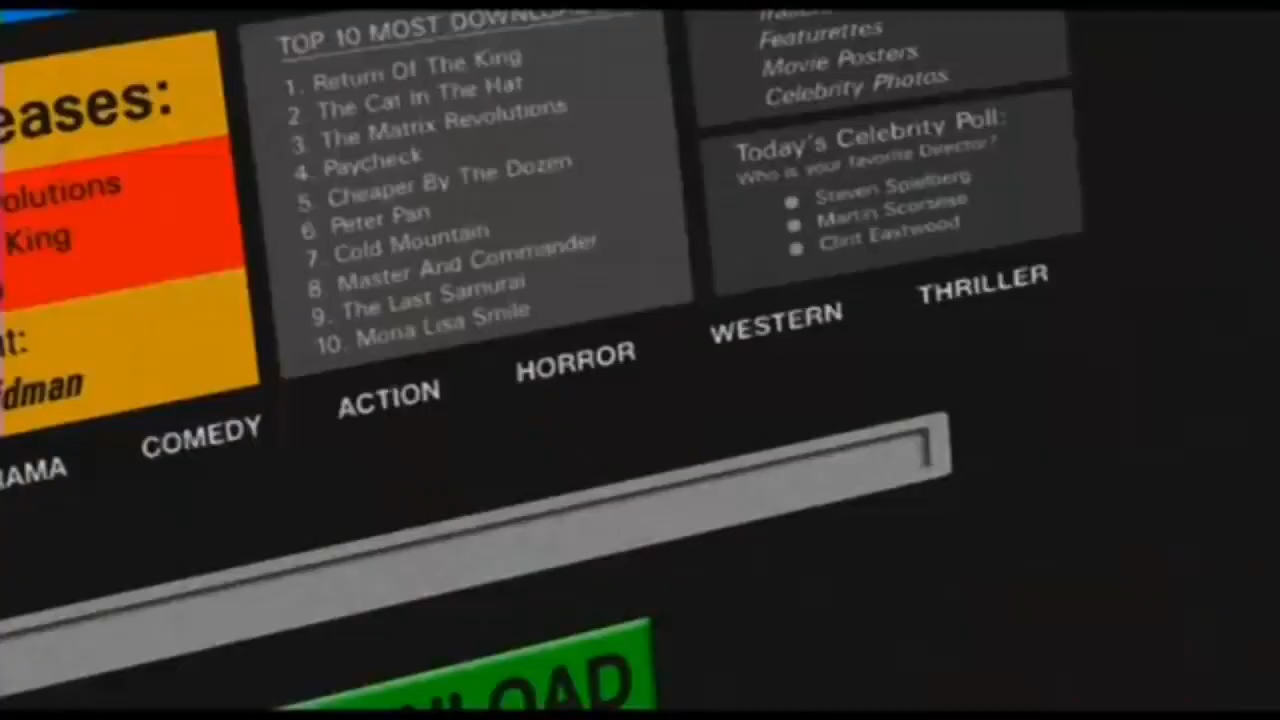 eases:
olutions
King
t:
dman
TOP 10 MOST
1. Return Of The King
2. The Cat In The Hat
3. The Matrix Revolutions
4. Paycheck
5. Cheaper By The Dozen
6. Peter Pan
7. Cold Mountain
8. Master And Commander
9. The Last Samurai
10. Mona Lisa Smile
Featurettes
Movie Posters
Celebrity Photos
Today's Celebrity Poll:
Who is your favorite Director?
Steven Spielberg
Martin Scorsese
Clint Eastwood
AMA COMEDY ACTION HORROR WESTERN THRILLER
LOAD